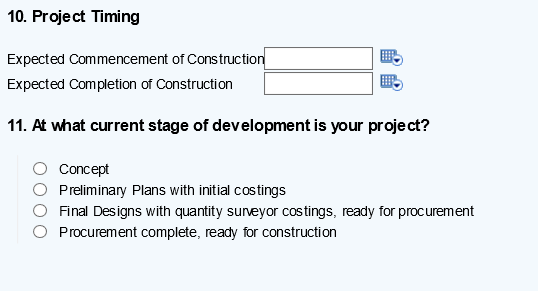 10. Project Timing
Expected Commencement of Construction
Expected Completion of Construction
11. At what current stage of development is your project?
Concept
Preliminary Plans with initial costings
Final Designs with quantity surveyor costings, ready for procurement
Procurement complete, ready for construction